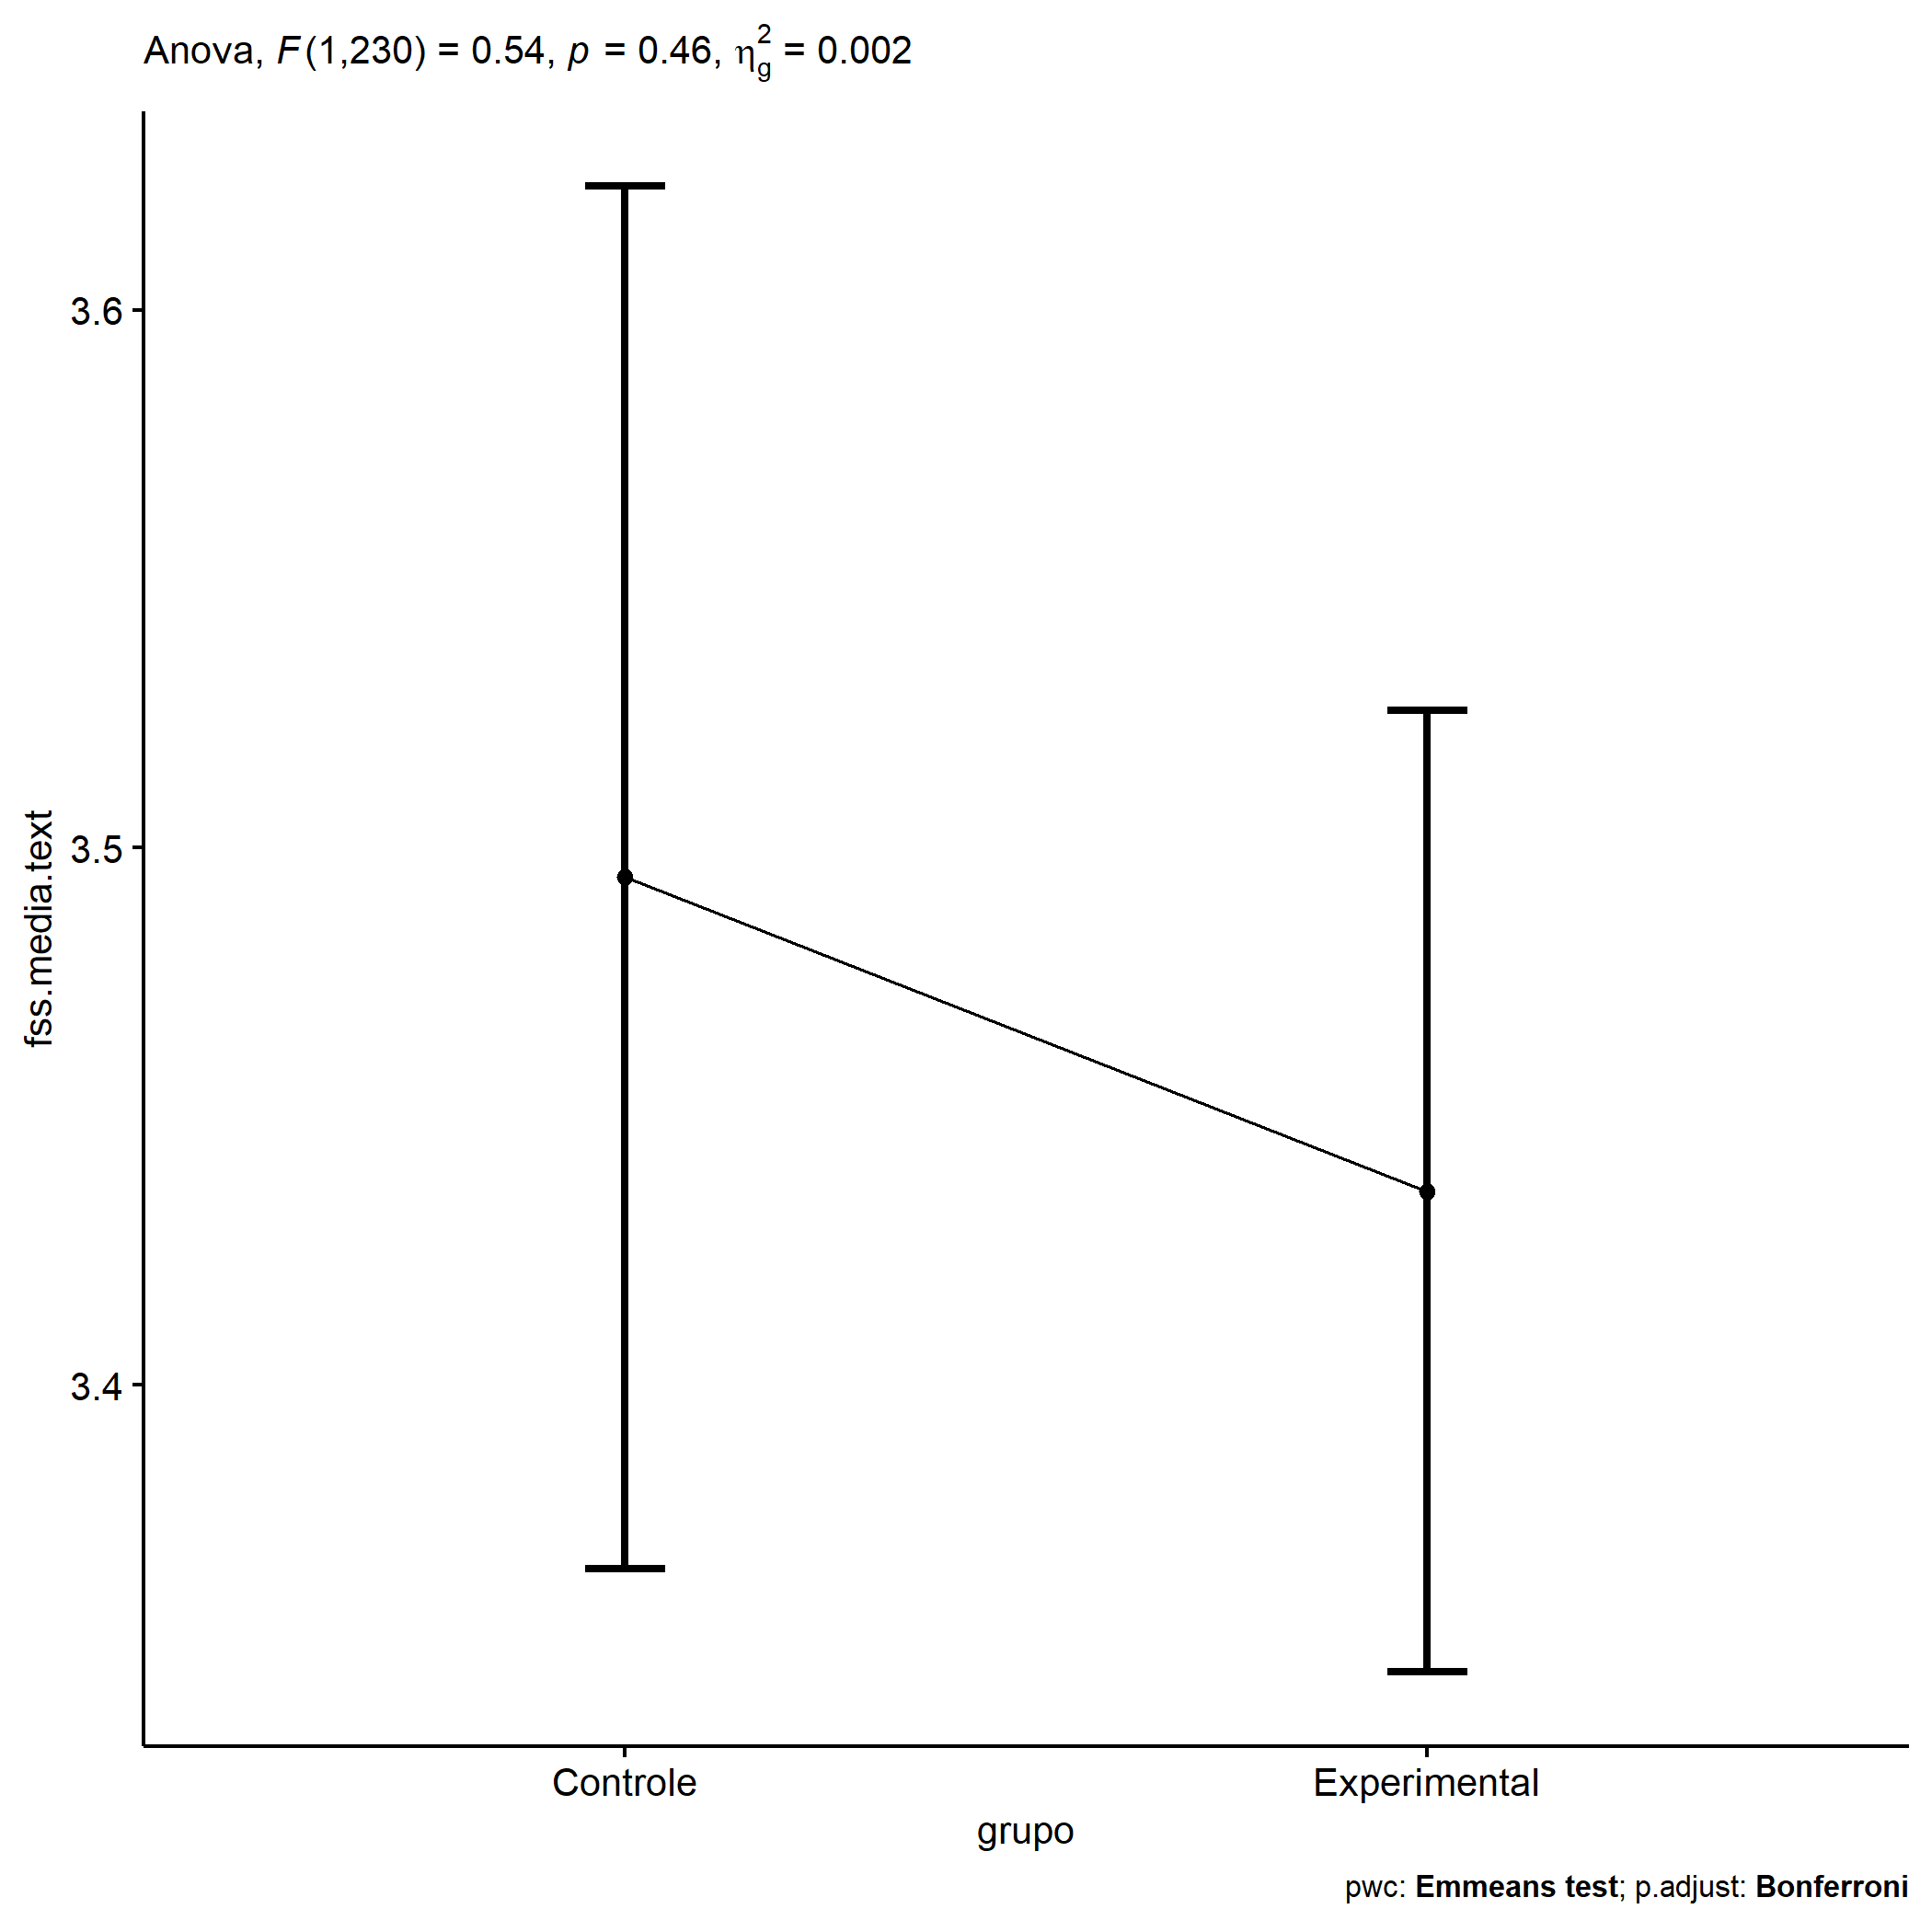 Anova, F(1,230) = 0.54, p = 0.46, η²g = 0.002
3.6
3.5
3.4
fss.media.text
Controle Experimental
grupo
pwc: Emmeans test; p.adjust: Bonferroni